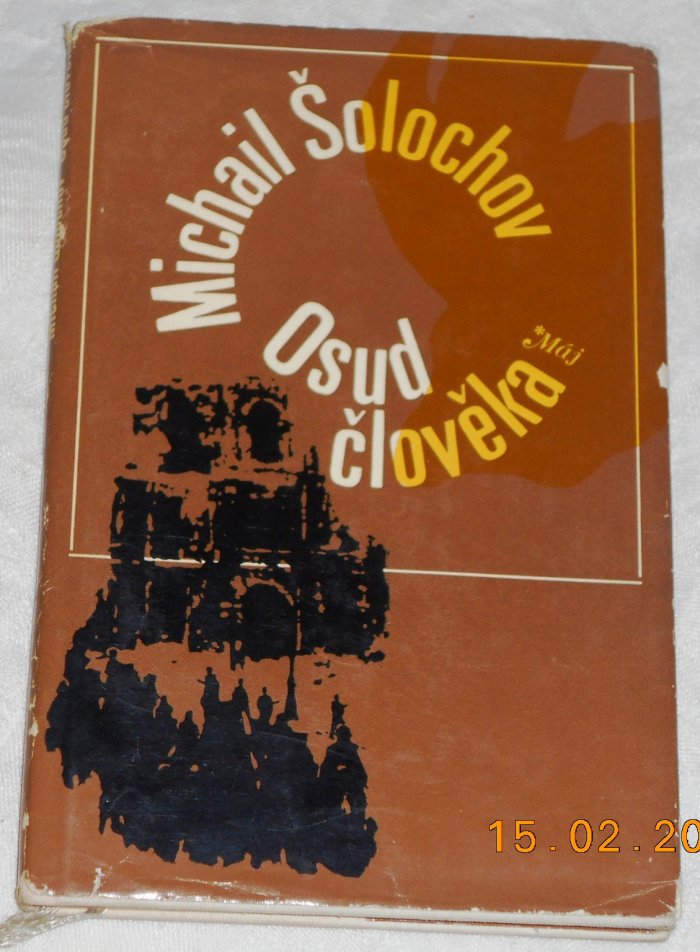 Michail Šolochov
Osud
člověka
*Máj
15.02.20